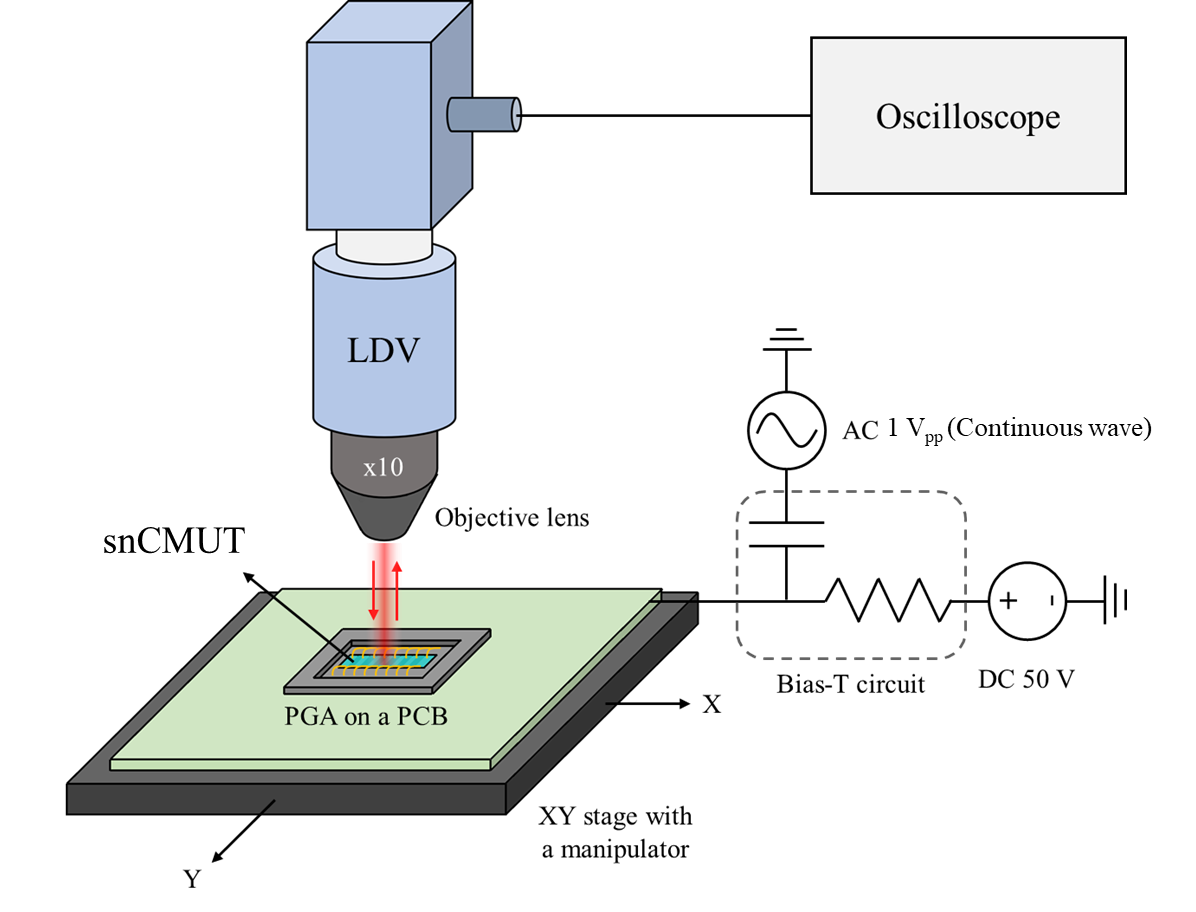 Oscilloscope
LDV
x10
Objective lens
snCMUT
AC 1 Vpp (Continuous wave)
+ -
Bias-T circuit
DC 50 V
PGA on a PCB
X
XY stage with
a manipulator
Y